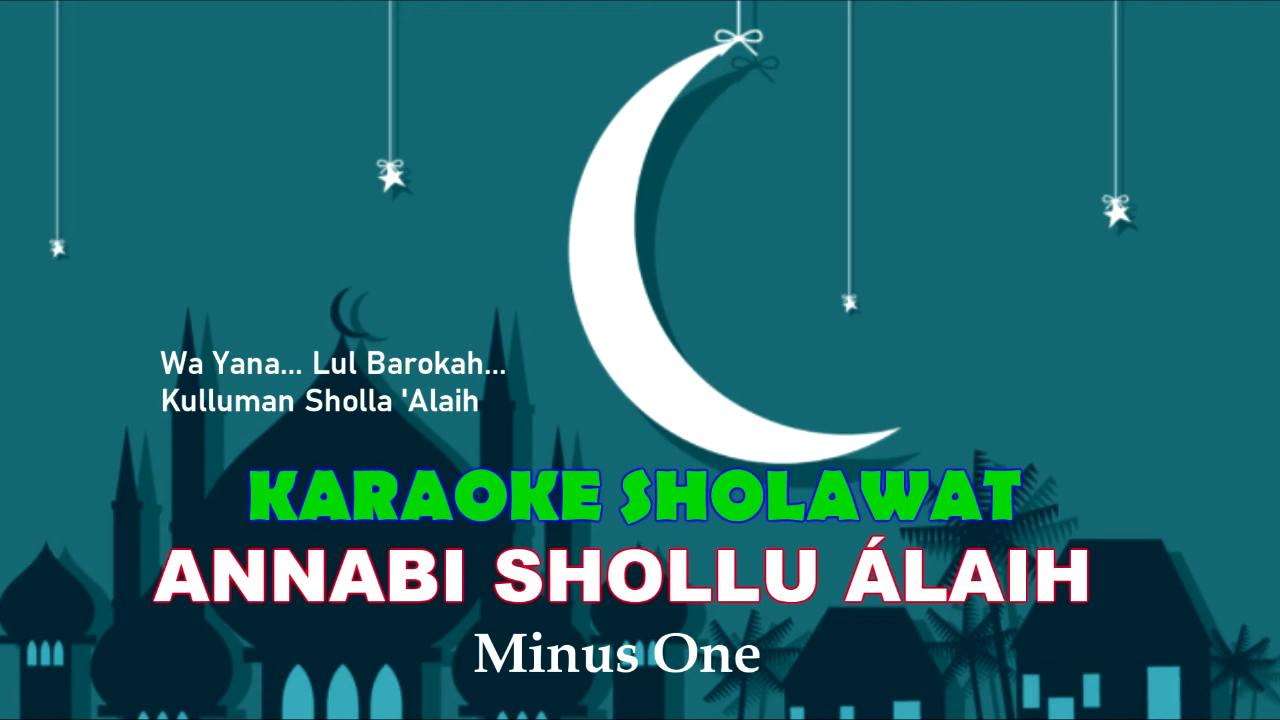 Wa Yana... Lul Barokah...
Kulluman Sholla 'Alaih
KARAOKE SHOLAWAT
ANNABI SHOLLU ÁLAIH
Minus One